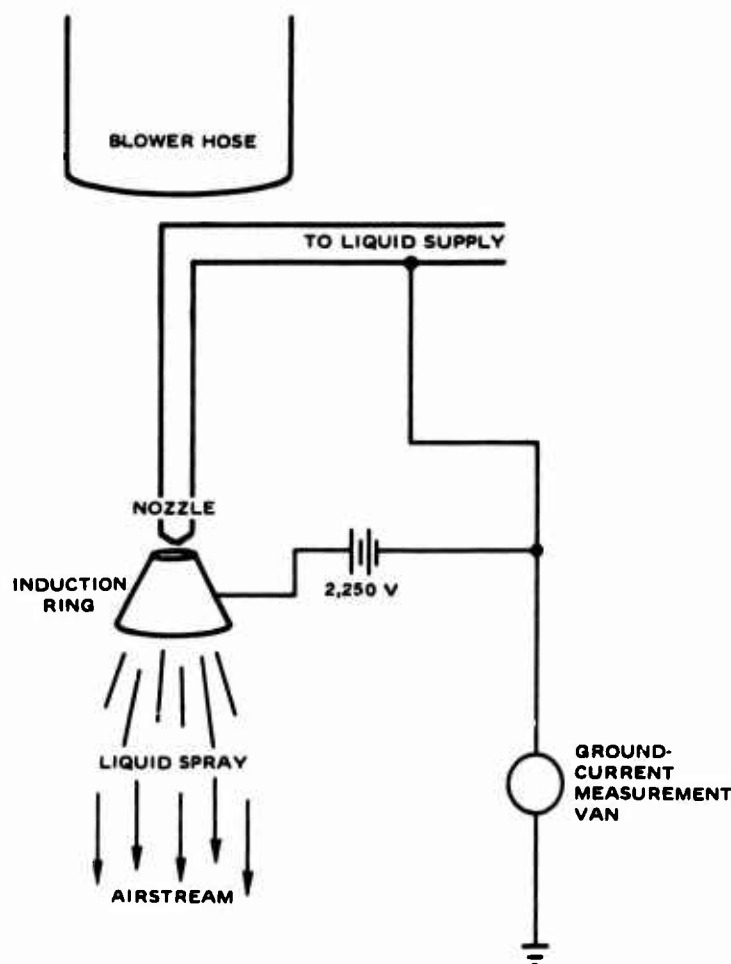 BLOWER HOSE
TO LIQUID SUPPLY
NOZZLE
INDUCTION
RING
2,250 V
LIQUID SPRAY
GROUND-
CURRENT
MEASUREMENT
VAN
AIRSTREAM